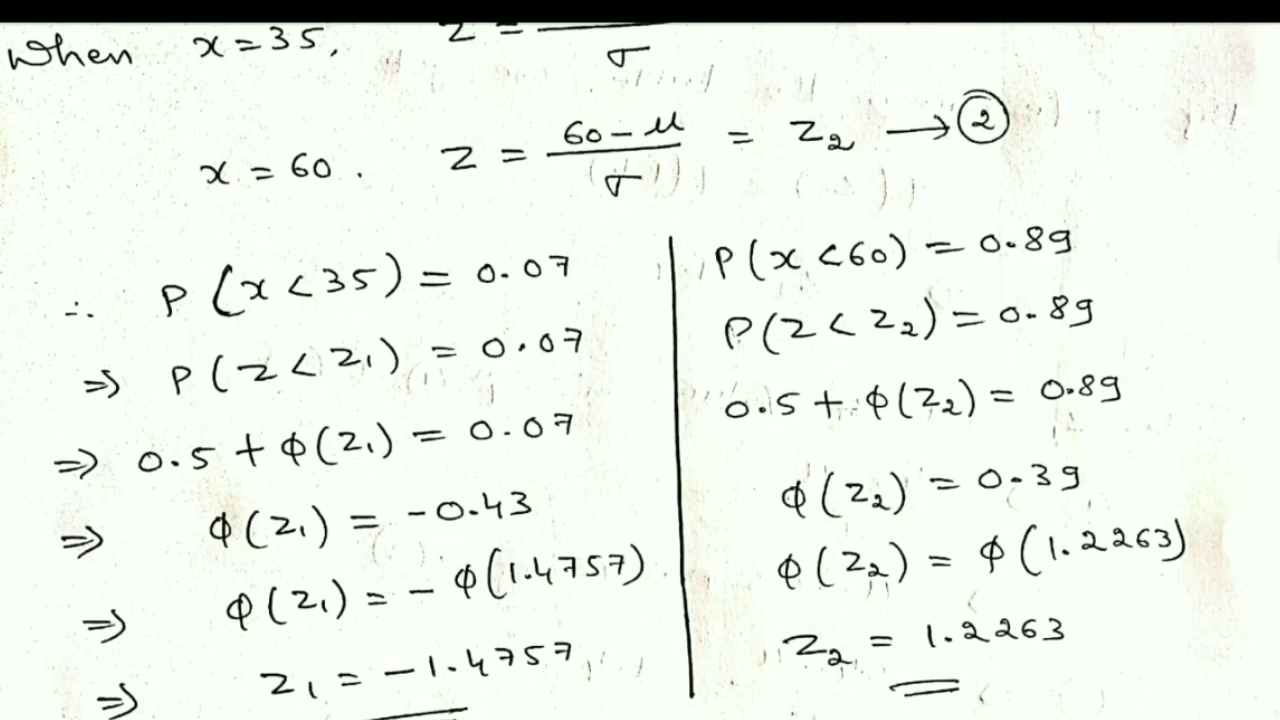 When x = 35, Z = ――― σ
x = 60. Z = (60 - μ)/σ = Z₂ ⟶ ②
∴ P(x < 35) = 0.07
⇒ P(Z < Z₁) = 0.07
⇒ 0.5 + φ(Z₁) = 0.07
⇒ φ(Z₁) = -0.43
⇒ φ(Z₁) = - φ(1.4757)
⇒ Z₁ = -1.4757
P(x < 60) = 0.89
P(Z < Z₂) = 0.89
0.5 + φ(Z₂) = 0.89
φ(Z₂) = 0.39
φ(Z₂) = φ(1.2263)
Z₂ = 1.2263